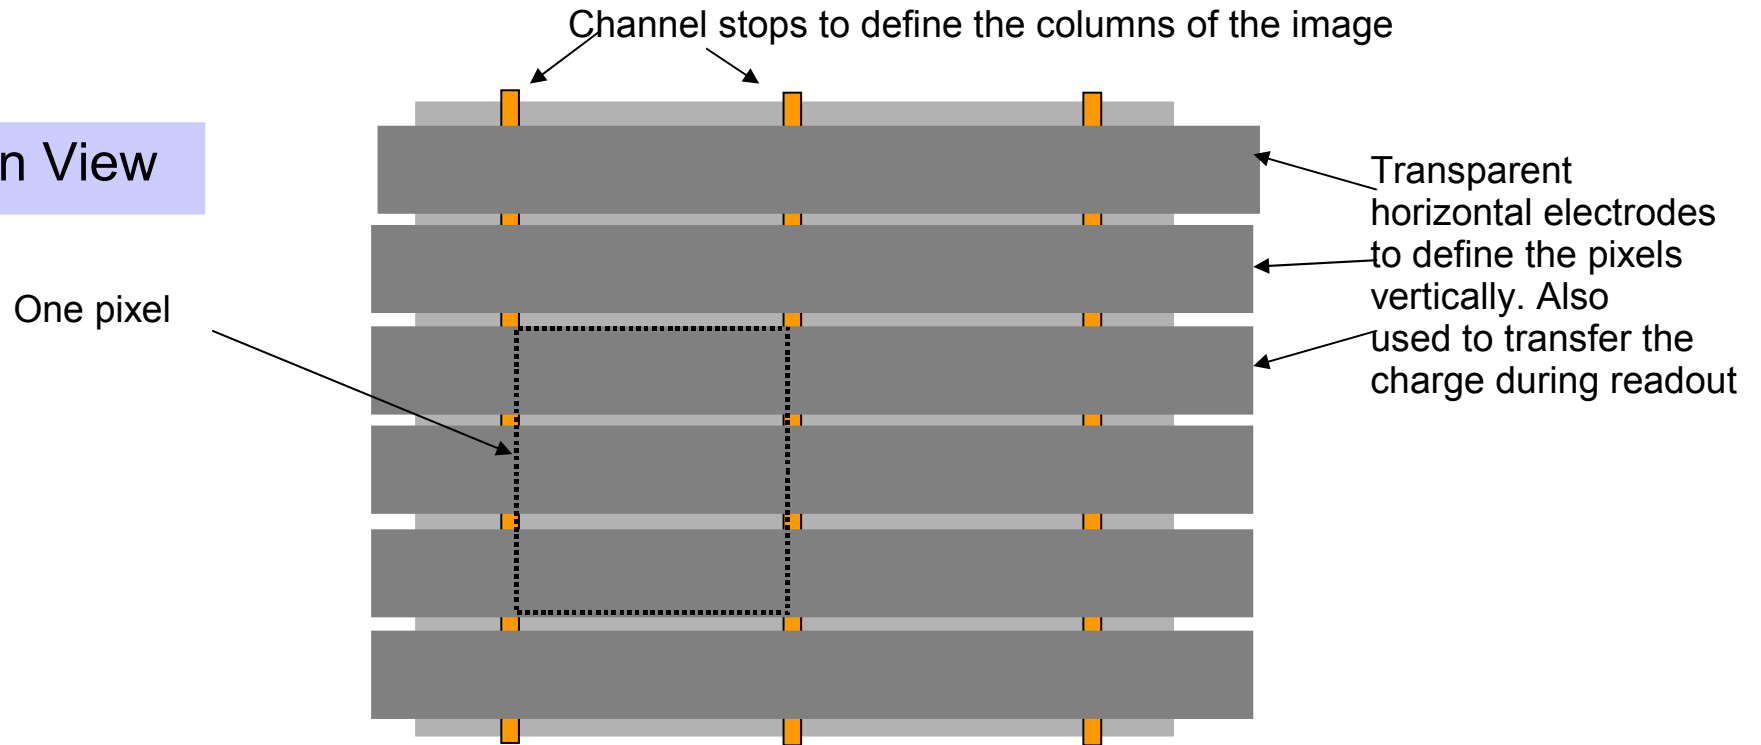 Channel stops to define the columns of the image
n View
Transparent
horizontal electrodes
to define the pixels
vertically. Also
used to transfer the
charge during readout
One pixel